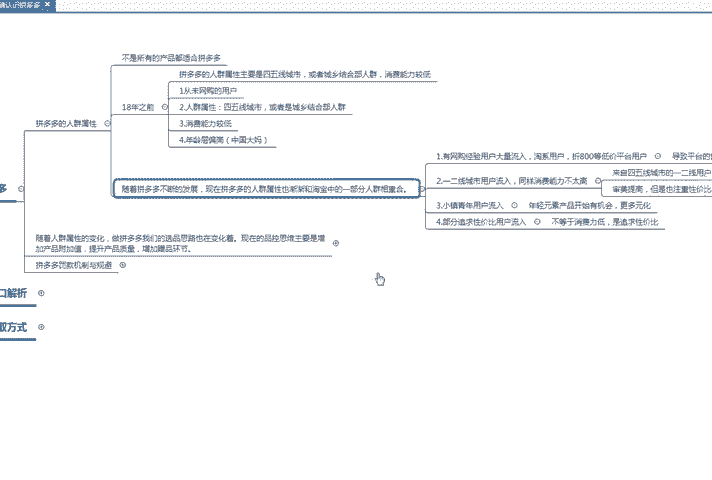 确认识拼多多
不是所有的产品都适合拼多多
拼多多的人群属性主要是四五线城市，或者城乡结合部人群，消费能力较低
1从未网购的用户
18年之前
2.人群属性：四五线城市，或者是城乡结合部人群
拼多多的人群属性
3.消费能力较低
4.年龄层偏高（中国大妈）
1.有网购经验用户大量流入，淘系用户，折800等低价平台用户
导致平台的
多
随着拼多多不断的发展，现在拼多多的人群属性也渐渐和淘宝中的一部分人群相重合。
2.一二线城市用户流入，同样消费能力不太高
来自四五线城市的一二线用户
审美提高，但是也注重性价比
3.小镇青年用户流入
年轻元素产品开始有机会，更多元化
4.部分追求性价比用户流入
不等于消费力低，是追求性价比
随着人群属性的变化，做拼多多我们的选品思路也在变化着。现在的品控思维主要是增
加产品附加值，提升产品质量，增加赠品环节。
拼多多罚款机制与规避
口解析
取方式